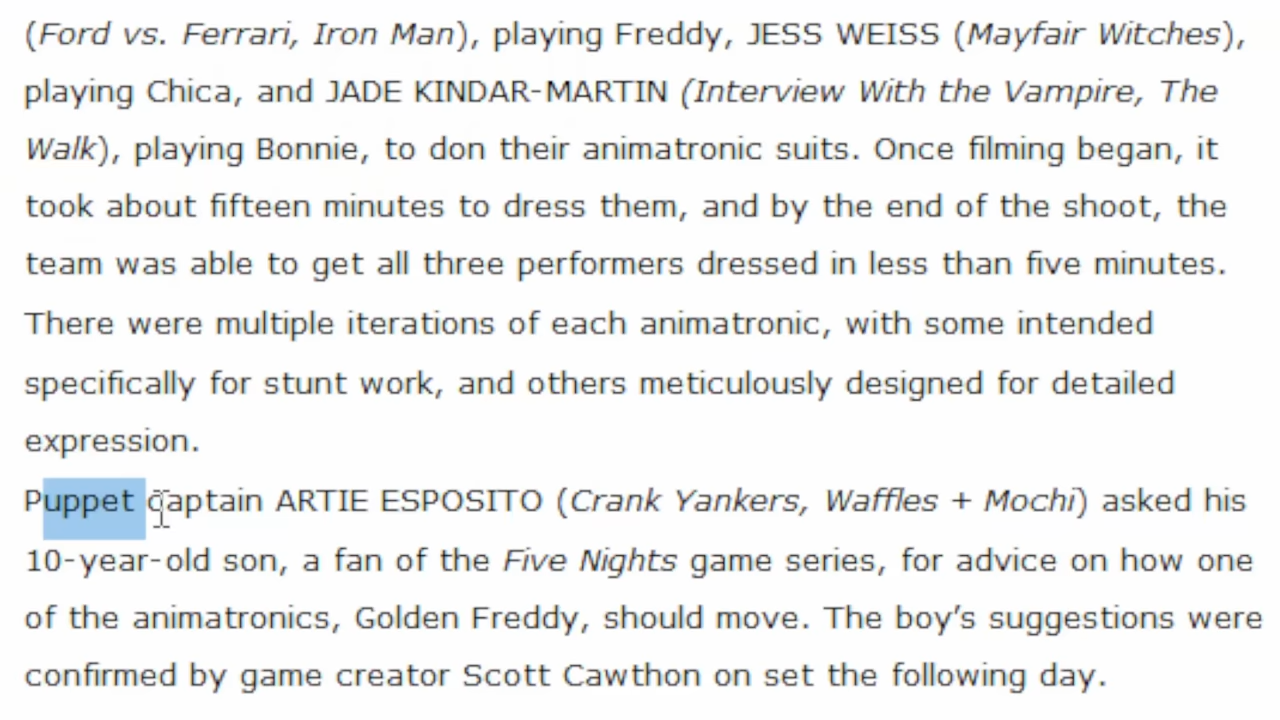 (Ford vs. Ferrari, Iron Man), playing Freddy, JESS WEISS (Mayfair Witches),
playing Chica, and JADE KINDAR-MARTIN (Interview With the Vampire, The
Walk), playing Bonnie, to don their animatronic suits. Once filming began, it
took about fifteen minutes to dress them, and by the end of the shoot, the
team was able to get all three performers dressed in less than five minutes.
There were multiple iterations of each animatronic, with some intended
specifically for stunt work, and others meticulously designed for detailed
expression.
Puppet captain ARTIE ESPOSITO (Crank Yankers, Waffles + Mochi) asked his
10-year-old son, a fan of the Five Nights game series, for advice on how one
of the animatronics, Golden Freddy, should move. The boy’s suggestions were
confirmed by game creator Scott Cawthon on set the following day.